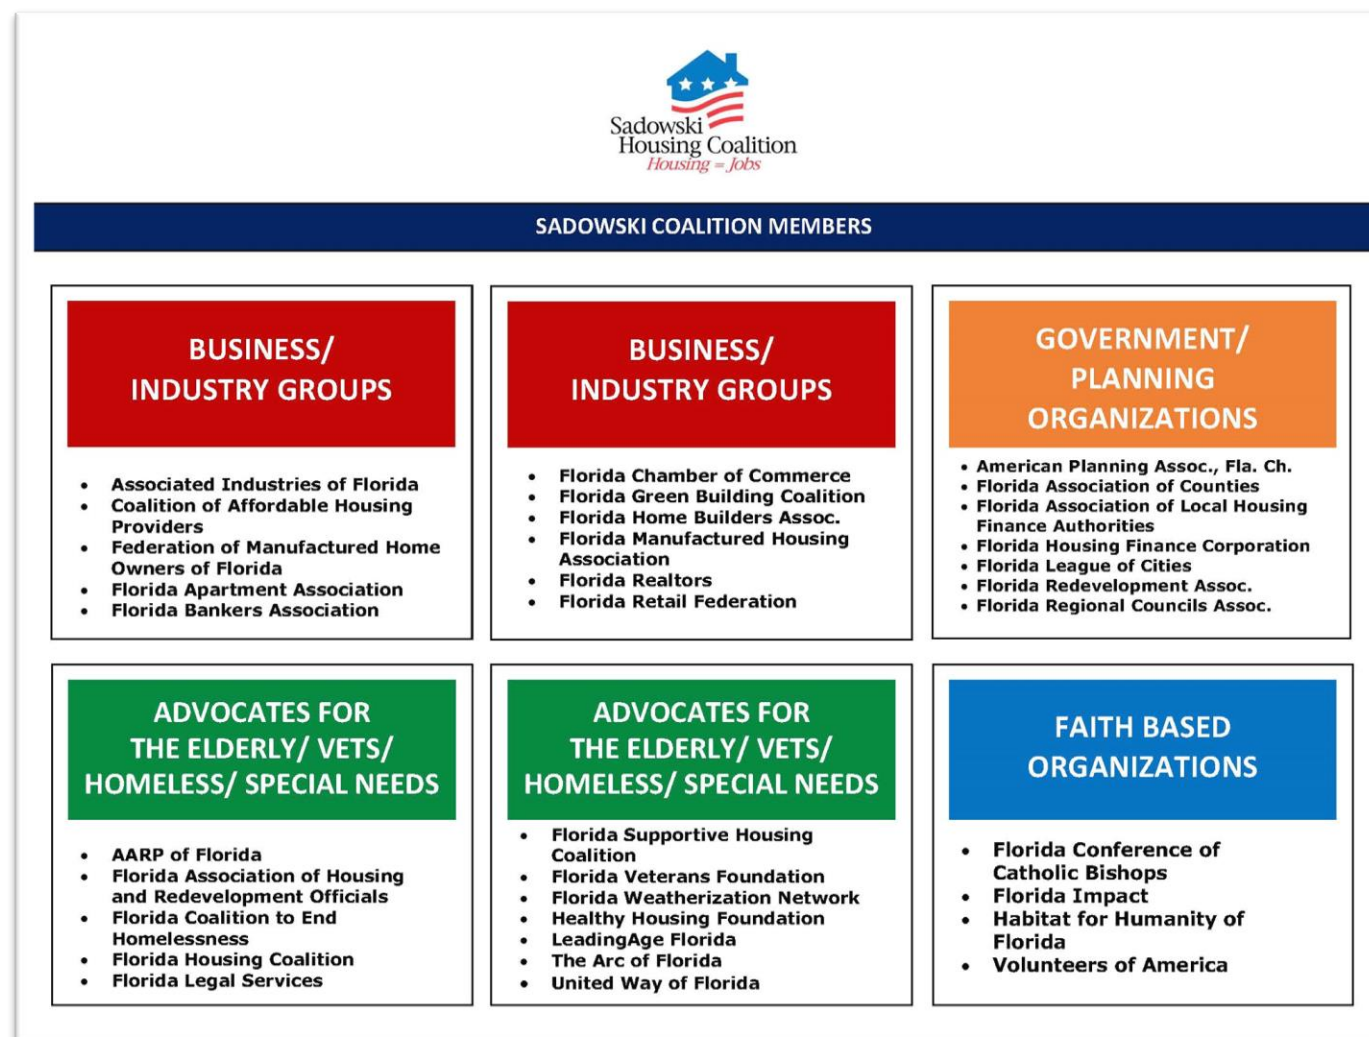 Sadowski
Housing Coalition
Housing = Jobs
SADOWSKI COALITION MEMBERS
BUSINESS/
INDUSTRY GROUPS
• Associated Industries of Florida
• Coalition of Affordable Housing
Providers
• Federation of Manufactured Home
Owners of Florida
• Florida Apartment Association
• Florida Bankers Association
BUSINESS/
INDUSTRY GROUPS
• Florida Chamber of Commerce
• Florida Green Building Coalition
• Florida Home Builders Assoc.
• Florida Manufactured Housing
Association
• Florida Realtors
• Florida Retail Federation
GOVERNMENT/
PLANNING
ORGANIZATIONS
• American Planning Assoc., Fla. Ch.
• Florida Association of Counties
• Florida Association of Local Housing
Finance Authorities
• Florida Housing Finance Corporation
• Florida League of Cities
• Florida Redevelopment Assoc.
• Florida Regional Councils Assoc.
ADVOCATES FOR
THE ELDERLY/ VETS/
HOMELESS/ SPECIAL NEEDS
• AARP of Florida
• Florida Association of Housing
and Redevelopment Officials
• Florida Coalition to End
Homelessness
• Florida Housing Coalition
• Florida Legal Services
ADVOCATES FOR
THE ELDERLY/ VETS/
HOMELESS/ SPECIAL NEEDS
• Florida Supportive Housing
Coalition
• Florida Veterans Foundation
• Florida Weatherization Network
• Healthy Housing Foundation
• LeadingAge Florida
• The Arc of Florida
• United Way of Florida
FAITH BASED
ORGANIZATIONS
• Florida Conference of
Catholic Bishops
• Florida Impact
• Habitat for Humanity of
Florida
• Volunteers of America